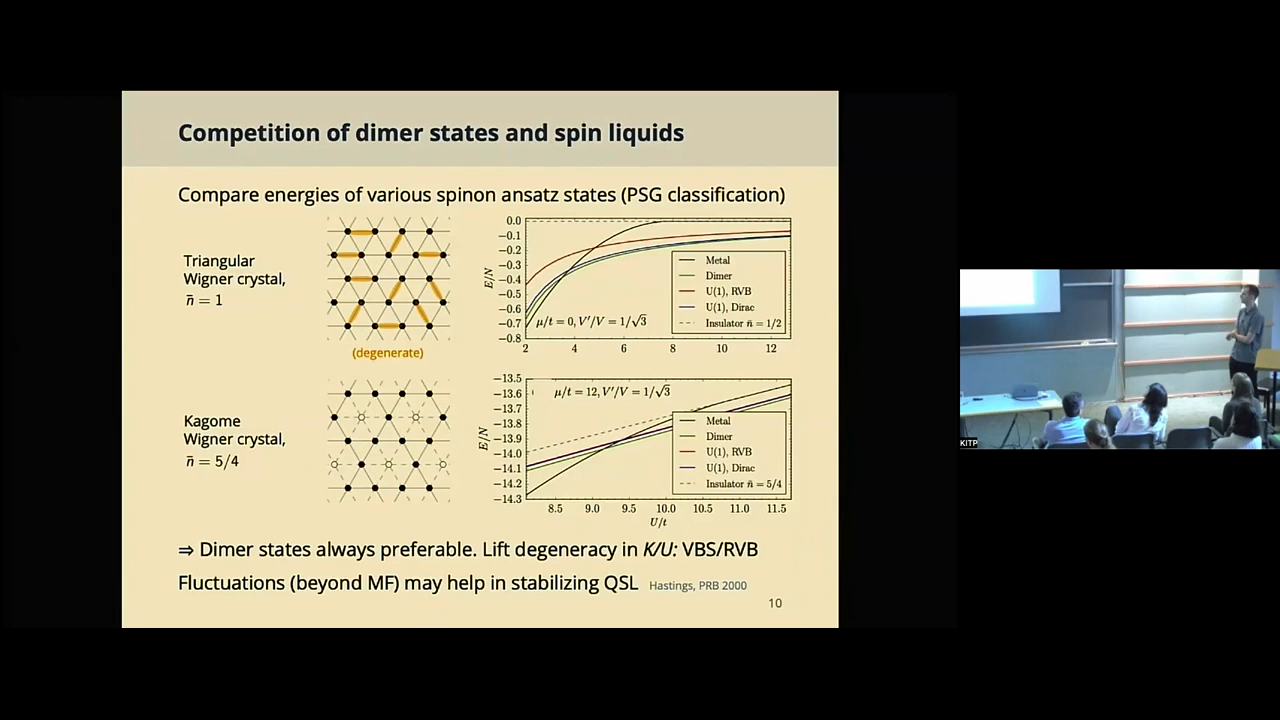 Competition of dimer states and spin liquids
Compare energies of various spinon ansatz states (PSG classification)
Triangular
Wigner crystal,
n̄ = 1
(degenerate)
0.0
−0.1
−0.2
−0.3
−0.4
−0.5
−0.6
−0.7
−0.8
E/N
μ/t = 0, V′/V = 1/√3
Metal
Dimer
U(1), RVB
U(1), Dirac
Insulator n̄ = 1/2
2 4 6 8 10 12
Kagome
Wigner crystal,
n̄ = 5/4
−13.5
−13.6
−13.7
−13.8
−13.9
−14.0
−14.1
−14.2
−14.3
E/N
μ/t = 12, V′/V = 1/√3
Metal
Dimer
U(1), RVB
U(1), Dirac
Insulator n̄ = 5/4
8.5 9.0 9.5 10.0 10.5 11.0 11.5
U/t
⇒ Dimer states always preferable. Lift degeneracy in K/U: VBS/RVB
Fluctuations (beyond MF) may help in stabilizing QSL Hastings, PRB 2000
10
KITP